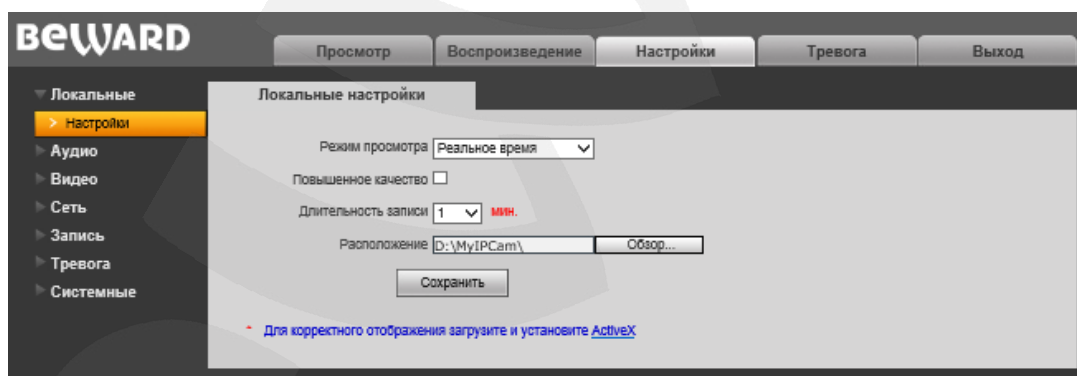 BEWARD
Просмотр Воспроизведение Настройки Тревога Выход
Локальные
> Настройки
Аудио
Видео
Сеть
Запись
Тревога
Системные
Локальные настройки
Режим просмотра Реальное время
Повышенное качество
Длительность записи 1 мин.
Расположение D:\MyIPCam\ Обзор...
Сохранить
* Для корректного отображения загрузите и установите ActiveX